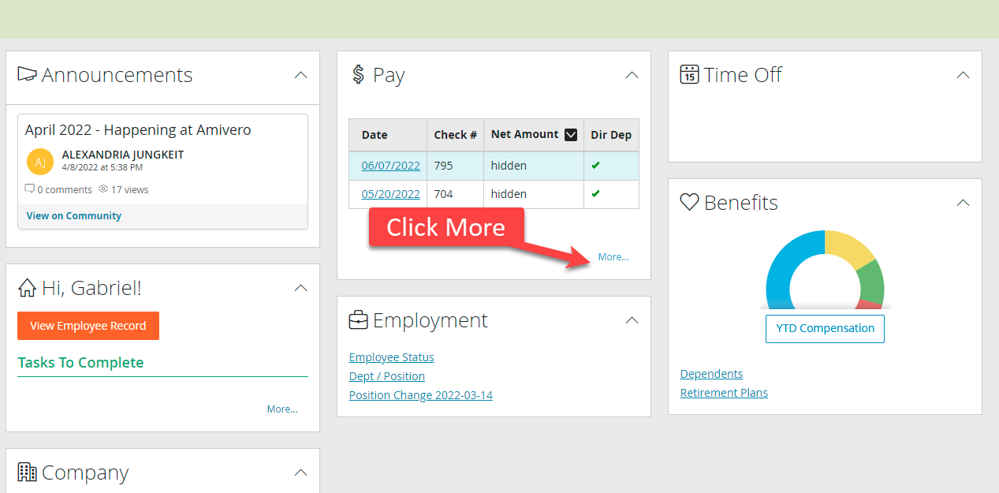 Announcements
April 2022 - Happening at Amivero
AJ
ALEXANDRIA JUNGKEIT
4/8/2022 at 5:38 PM
0 comments 17 views
View on Community
Hi, Gabriel!
View Employee Record
Tasks To Complete
More...
Company
$ Pay
Date Check # Net Amount Dir Dep
06/07/2022 795 hidden ✔
05/20/2022 704 hidden ✔
Click More
More...
Employment
Employee Status
Dept / Position
Position Change 2022-03-14
15 Time Off
Benefits
YTD Compensation
Dependents
Retirement Plans